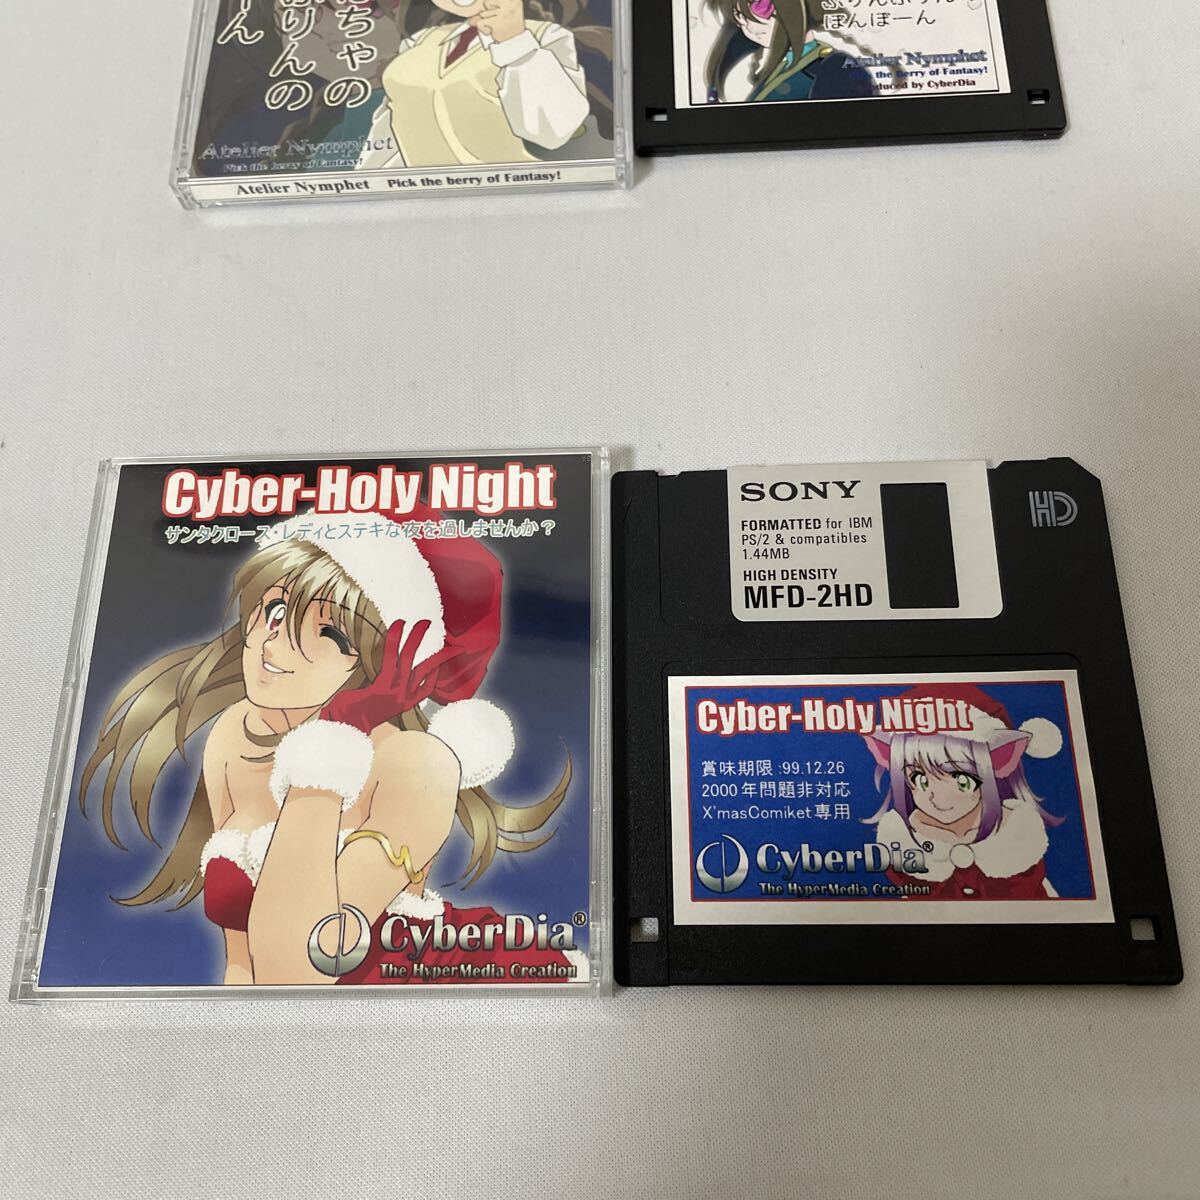 ちゃの
りんの
ん
Atelier Nymphet
Pick the berry of Fantasy!
Atelier Nymphet Pick the berry of Fantasy!
ぷりんぷりん
ぼんぼーん
Atelier Nymphet
Pick the Berry of Fantasy!
Produced by CyberDia
Cyber-Holy Night
サンタクロース・レディとステキな夜を過しませんか?
CyberDia®
The HyperMedia Creation
SONY
FORMATTED for IBM
PS/2 & compatibles
1.44MB
HIGH DENSITY
MFD-2HD
HD
Cyber-Holy Night
賞味期限 :99.12.26
2000年問題非対応
X'masComiket専用
CyberDia®
The HyperMedia Creation